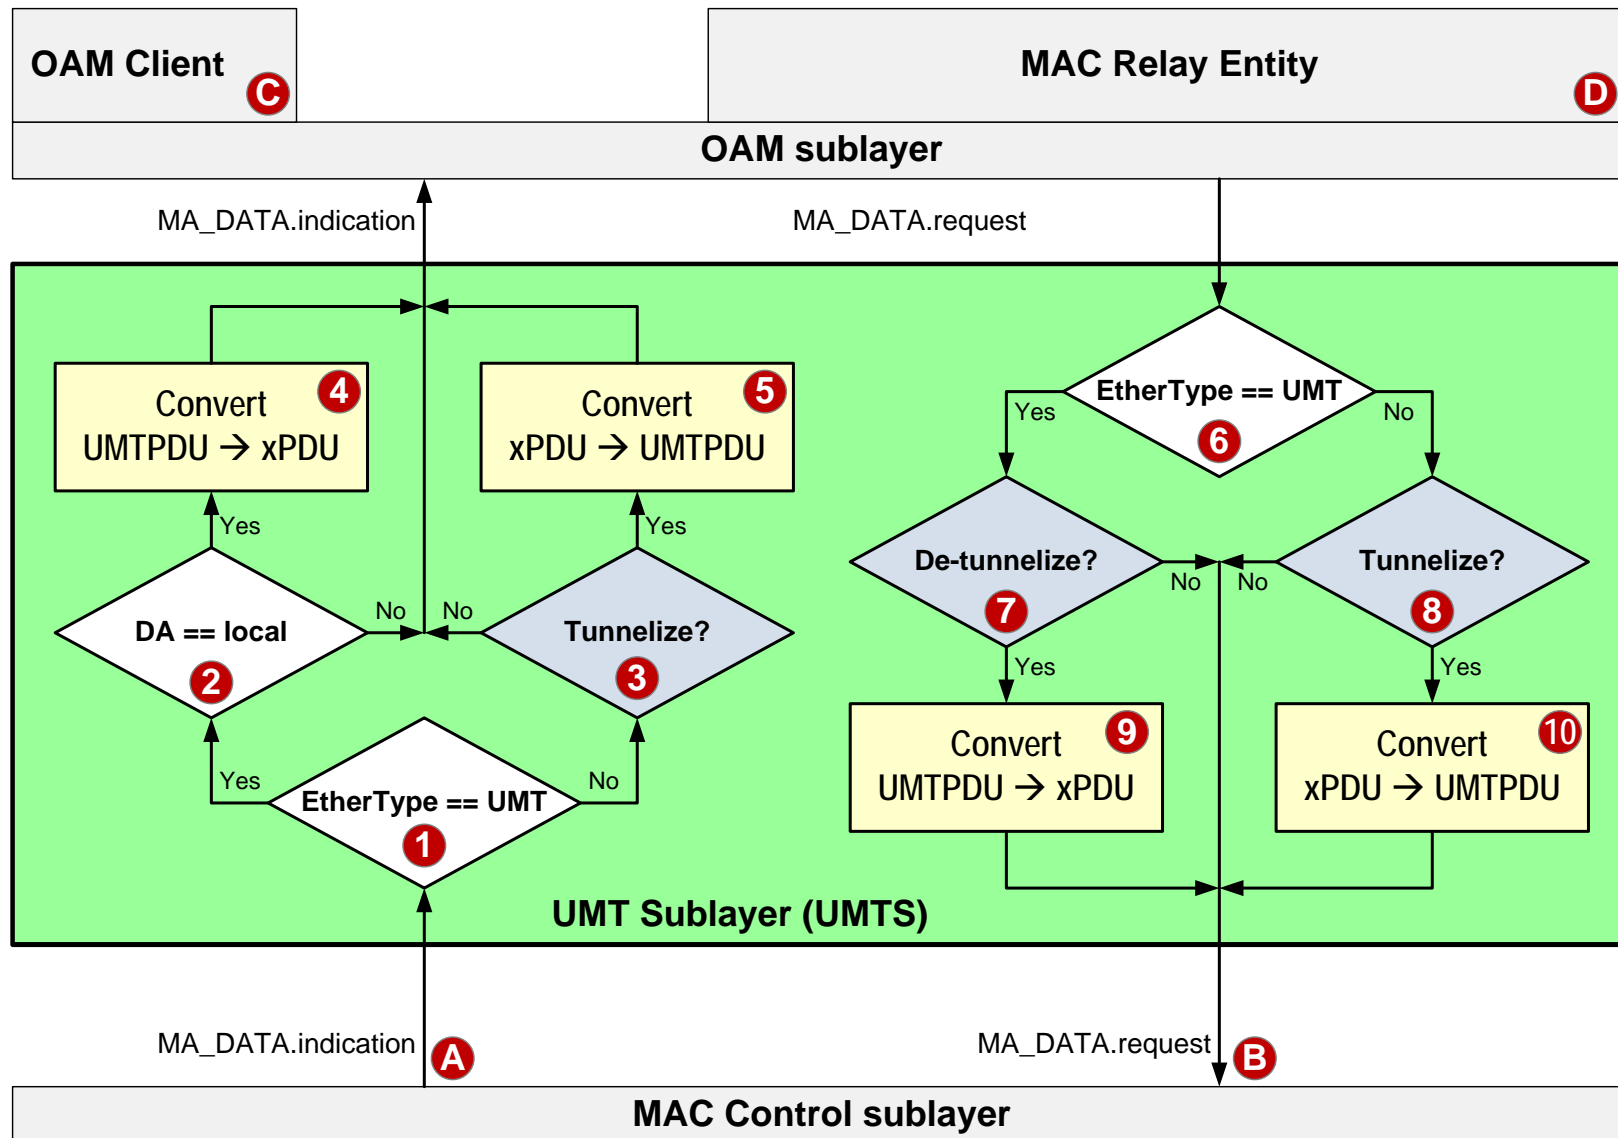 OAM Client
C
MAC Relay Entity
D
OAM sublayer
MA_DATA.indication
MA_DATA.request
Convert
UMTPDU → xPDU
4
Convert
xPDU → UMTPDU
5
EtherType == UMT
6
Yes
No
Yes
Yes
De-tunnelize?
7
No
Tunnelize?
8
No
DA == local
2
No
Tunnelize?
3
No
Yes
Yes
Convert
UMTPDU → xPDU
9
Convert
xPDU → UMTPDU
10
EtherType == UMT
1
Yes
No
UMT Sublayer (UMTS)
MA_DATA.indication
A
MA_DATA.request
B
MAC Control sublayer